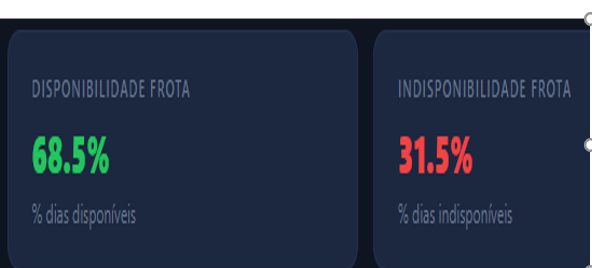 DISPONIBILIDADE FROTA
68.5%
% dias disponíveis
INDISPONIBILIDADE FROTA
31.5%
% dias indisponíveis